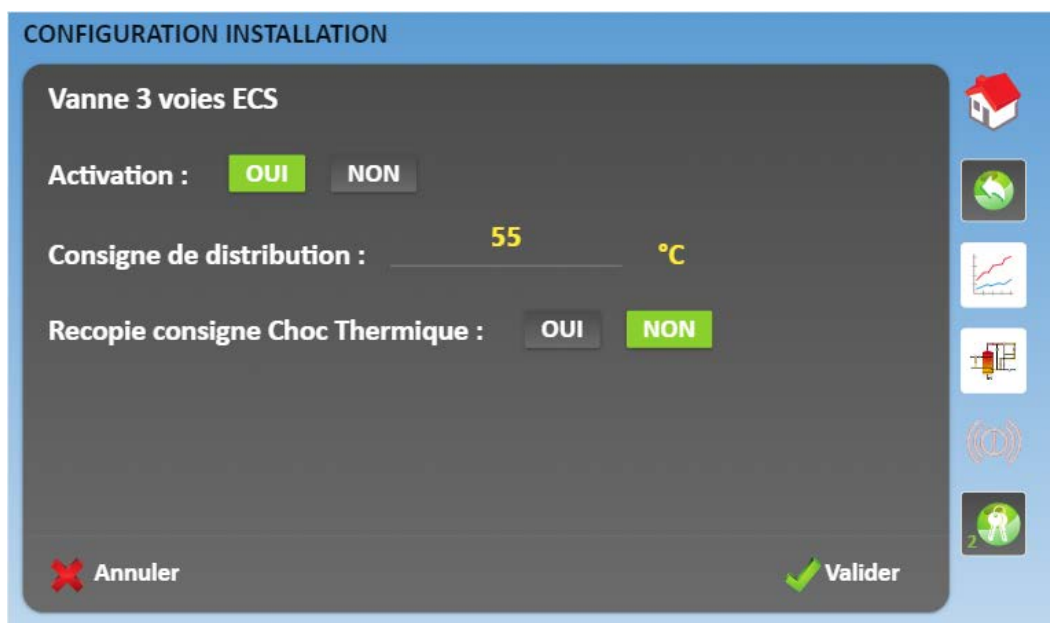 CONFIGURATION INSTALLATION
Vanne 3 voies ECS
Activation : OUI NON
Consigne de distribution : 55 °C
Recopie consigne Choc Thermique : OUI NON
2
Annuler
Valider